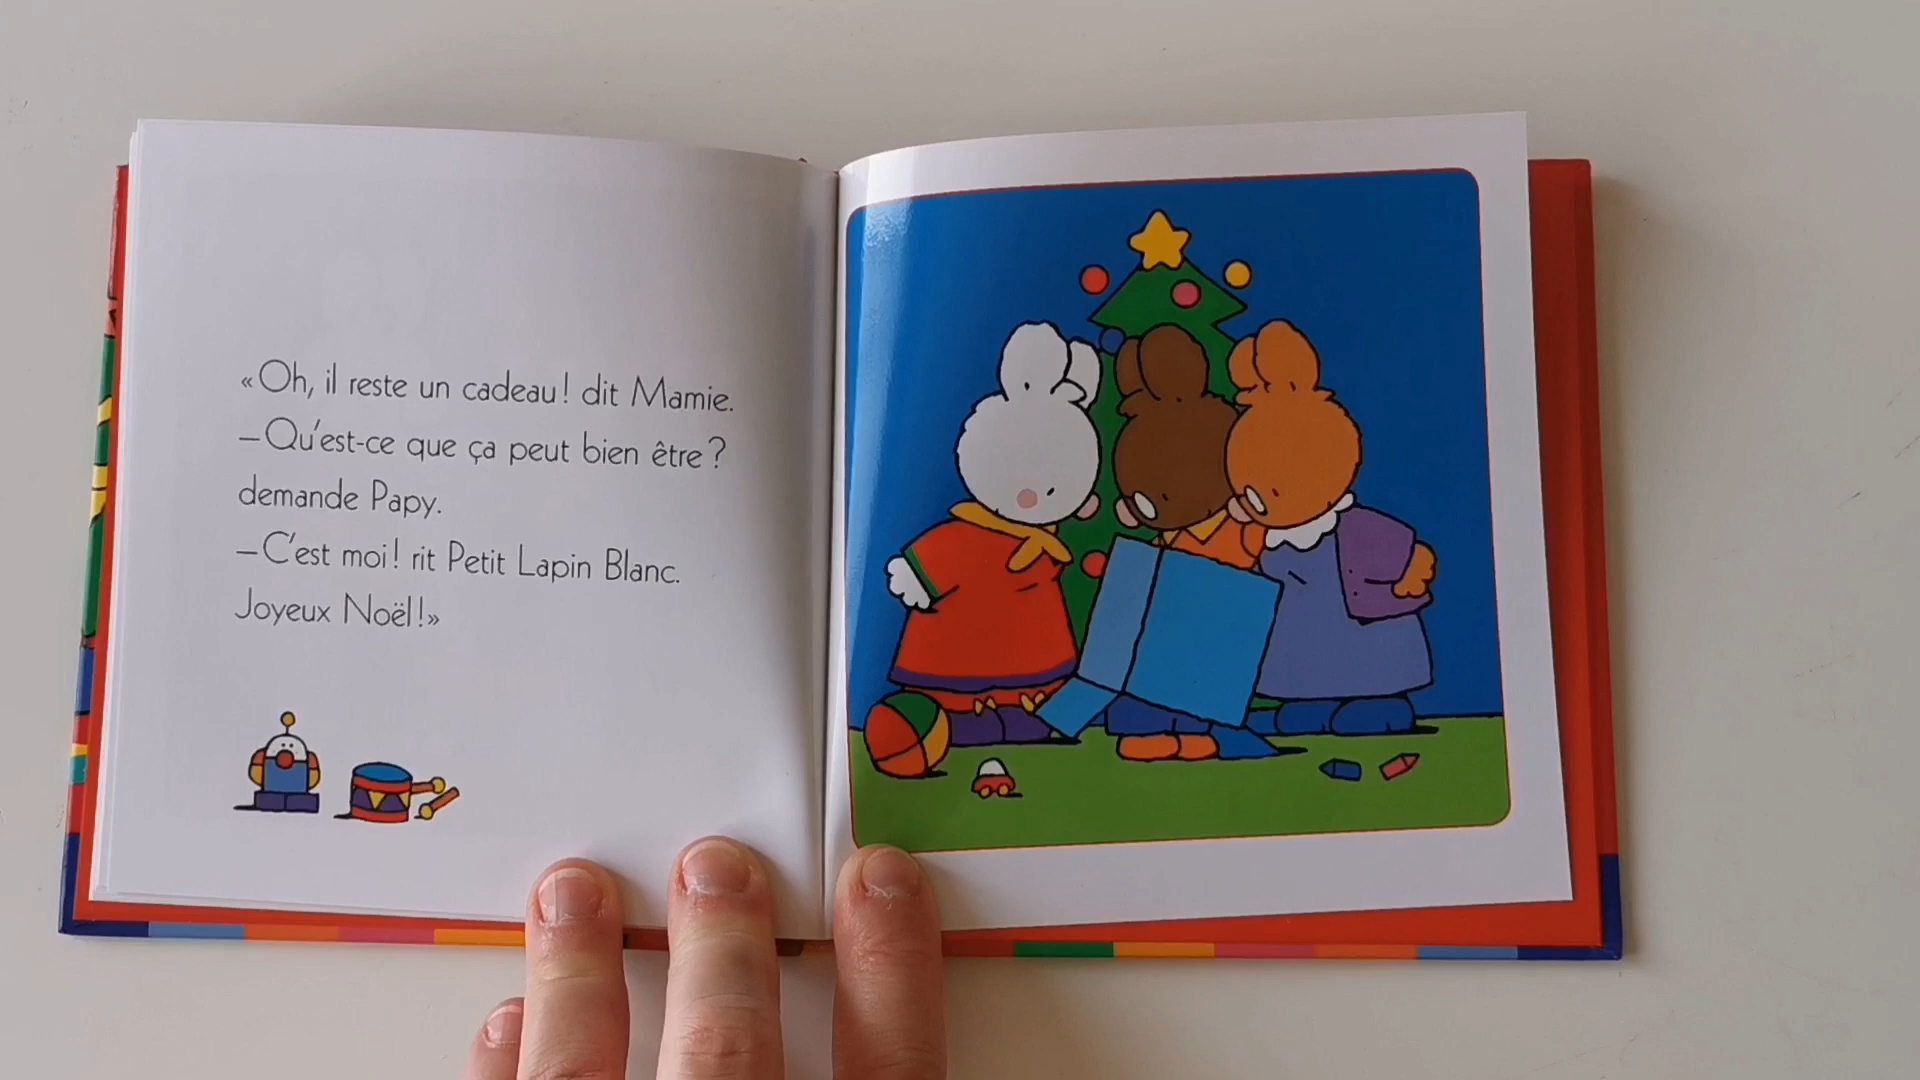 «Oh, il reste un cadeau! dit Mamie.
–Qu'est-ce que ça peut bien être?
demande Papy.
–C'est moi! rit Petit Lapin Blanc.
Joyeux Noël!»